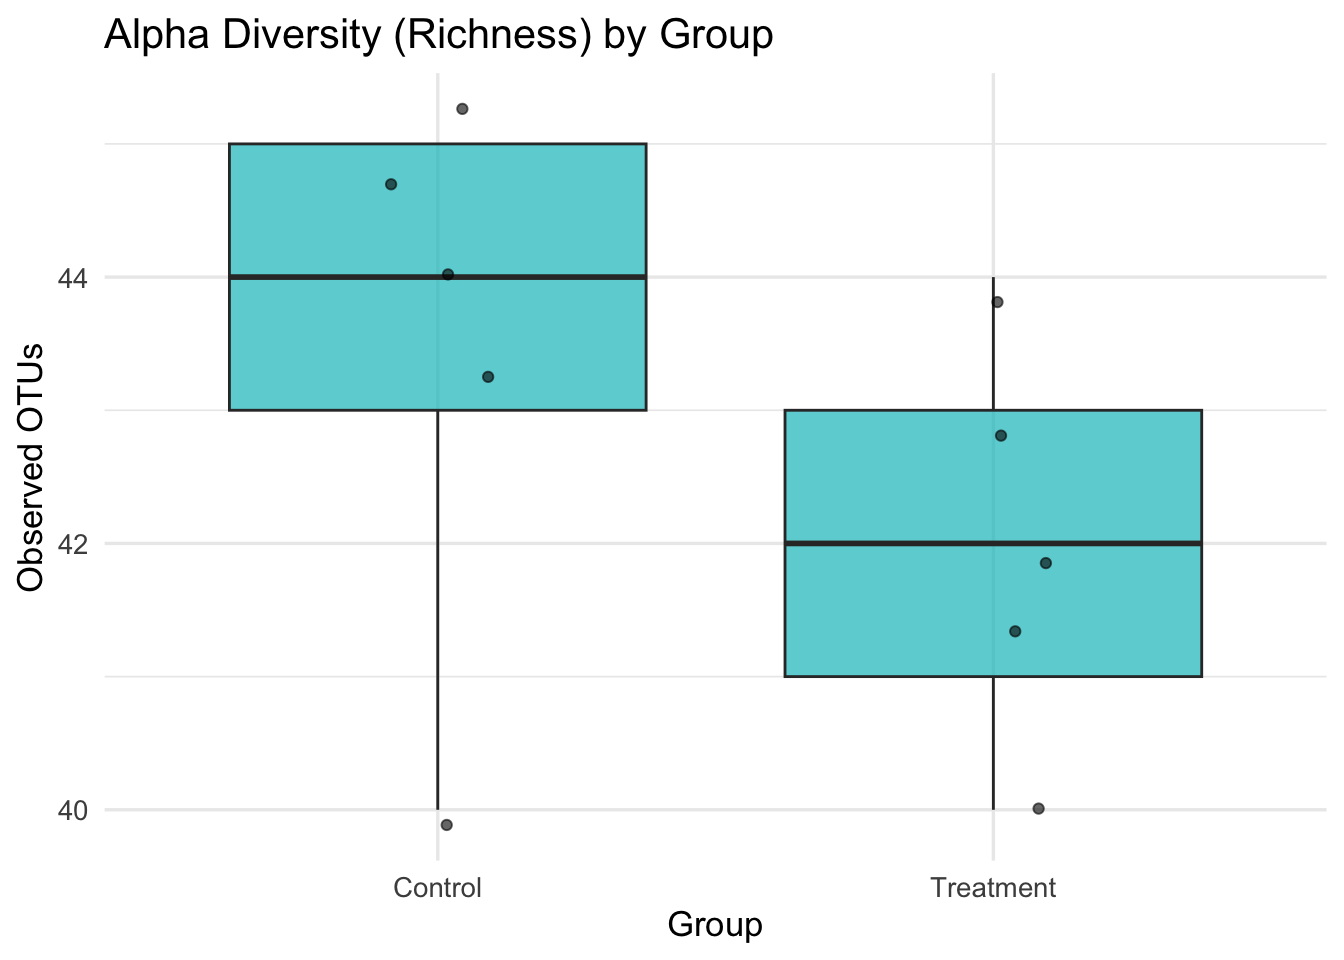 Alpha Diversity (Richness) by Group
Observed OTUs
44
42
40
Control
Treatment
Group